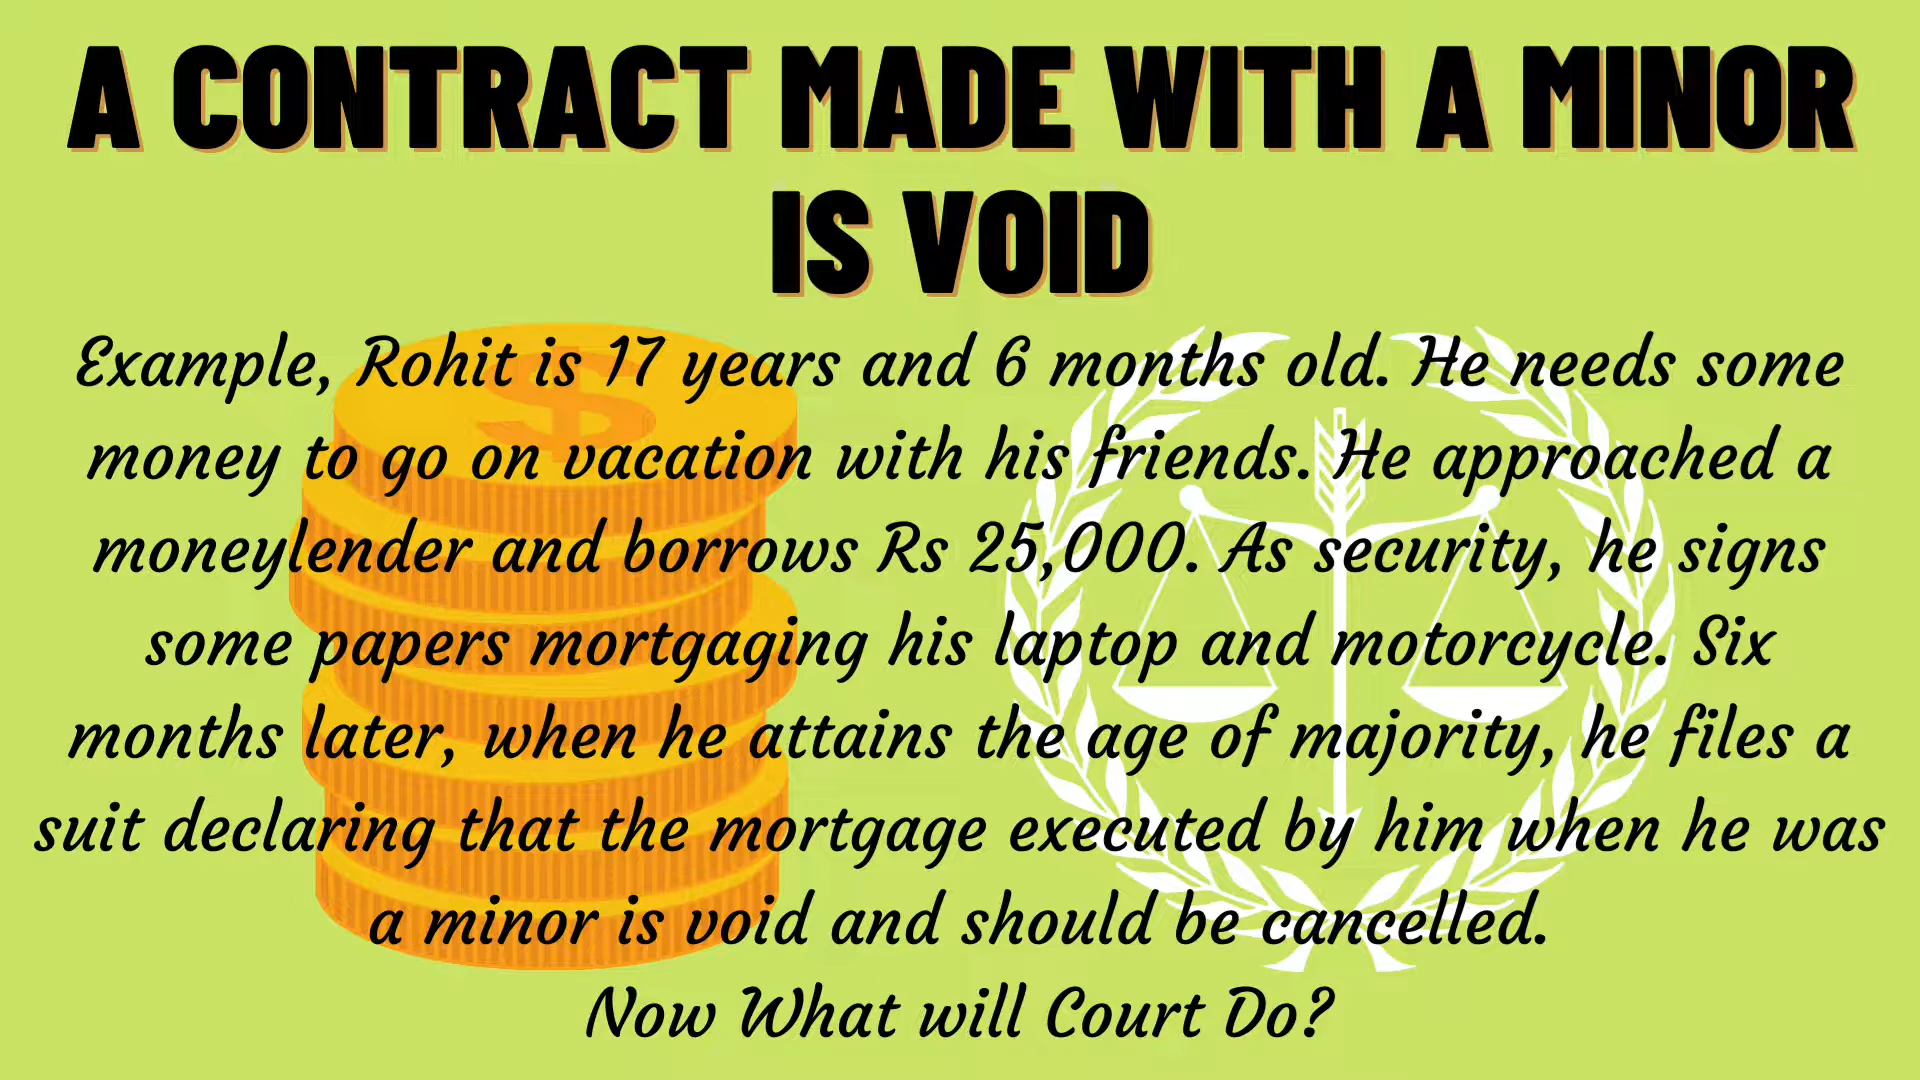 A CONTRACT MADE WITH A MINOR
IS VOID
Example, Rohit is 17 years and 6 months old. He needs some
money to go on vacation with his friends. He approached a
moneylender and borrows Rs 25,000. As security, he signs
some papers mortgaging his laptop and motorcycle. Six
months later, when he attains the age of majority, he files a
suit declaring that the mortgage executed by him when he was
a minor is void and should be cancelled.
Now What will Court Do?